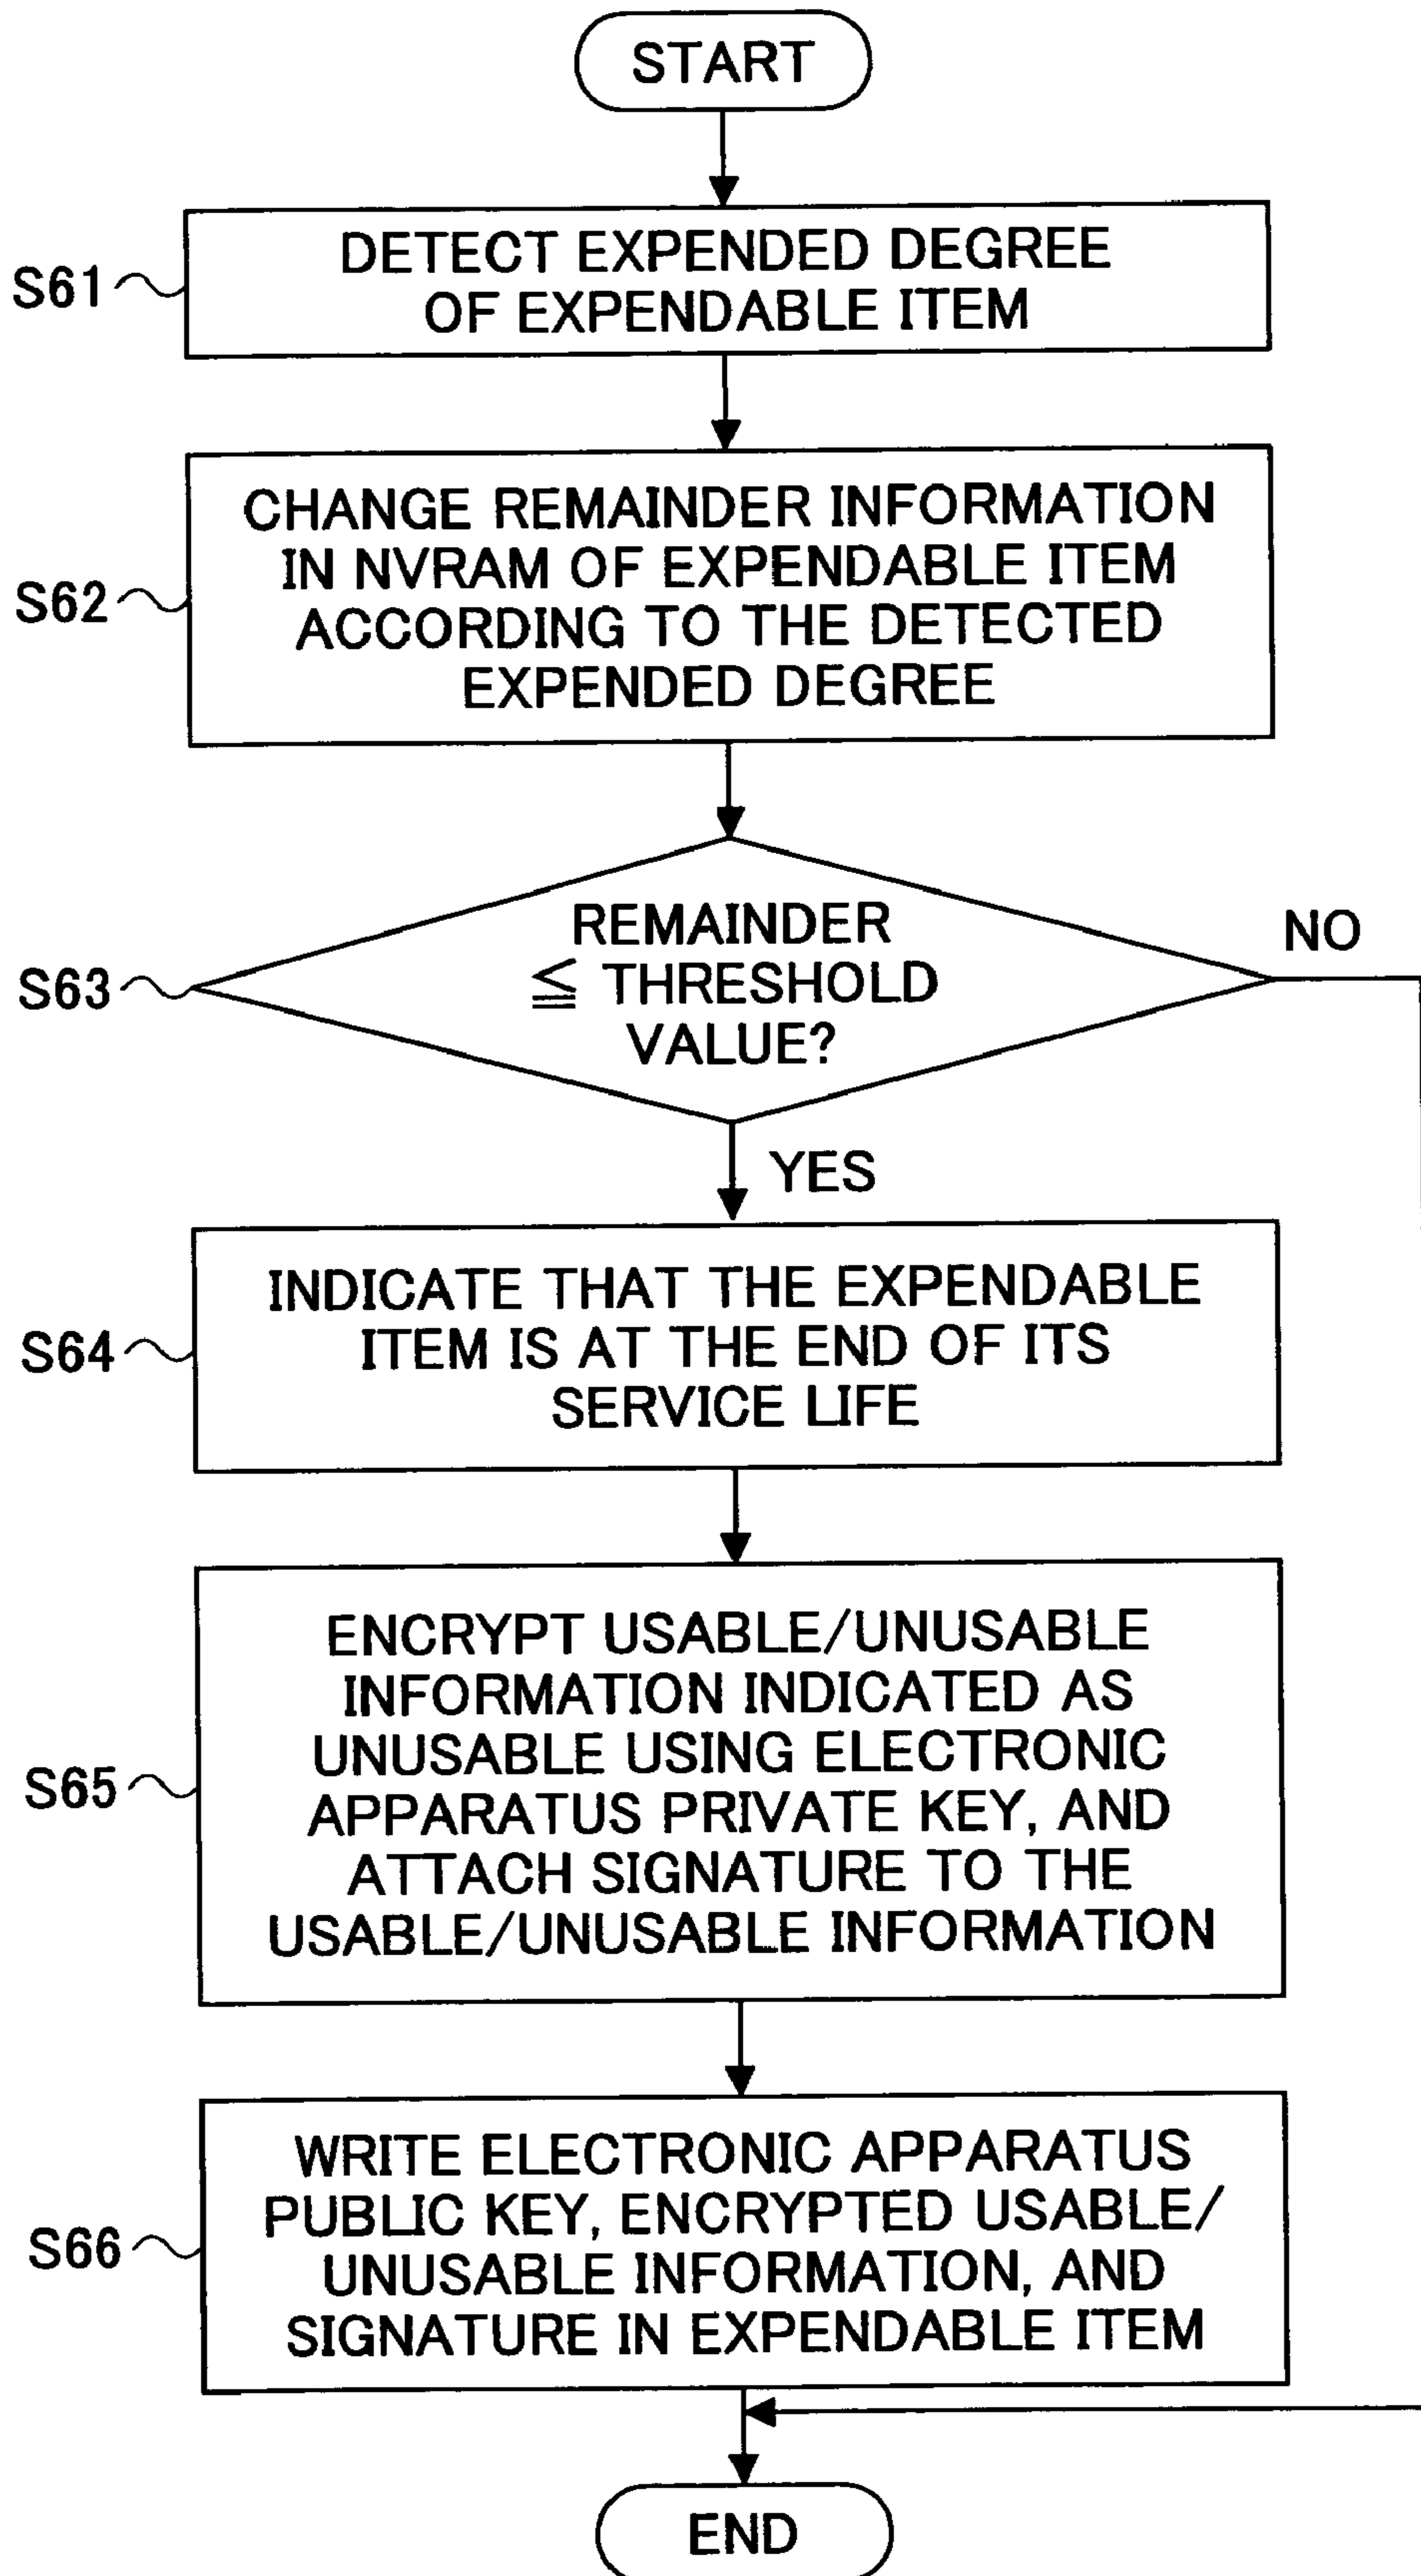 START
S61
DETECT EXPENDED DEGREE
OF EXPENDABLE ITEM
S62
CHANGE REMAINDER INFORMATION
IN NVRAM OF EXPENDABLE ITEM
ACCORDING TO THE DETECTED
EXPENDED DEGREE
S63
REMAINDER
≦ THRESHOLD
VALUE?
NO
YES
S64
INDICATE THAT THE EXPENDABLE
ITEM IS AT THE END OF ITS
SERVICE LIFE
S65
ENCRYPT USABLE/UNUSABLE
INFORMATION INDICATED AS
UNUSABLE USING ELECTRONIC
APPARATUS PRIVATE KEY, AND
ATTACH SIGNATURE TO THE
USABLE/UNUSABLE INFORMATION
S66
WRITE ELECTRONIC APPARATUS
PUBLIC KEY, ENCRYPTED USABLE/
UNUSABLE INFORMATION, AND
SIGNATURE IN EXPENDABLE ITEM
END